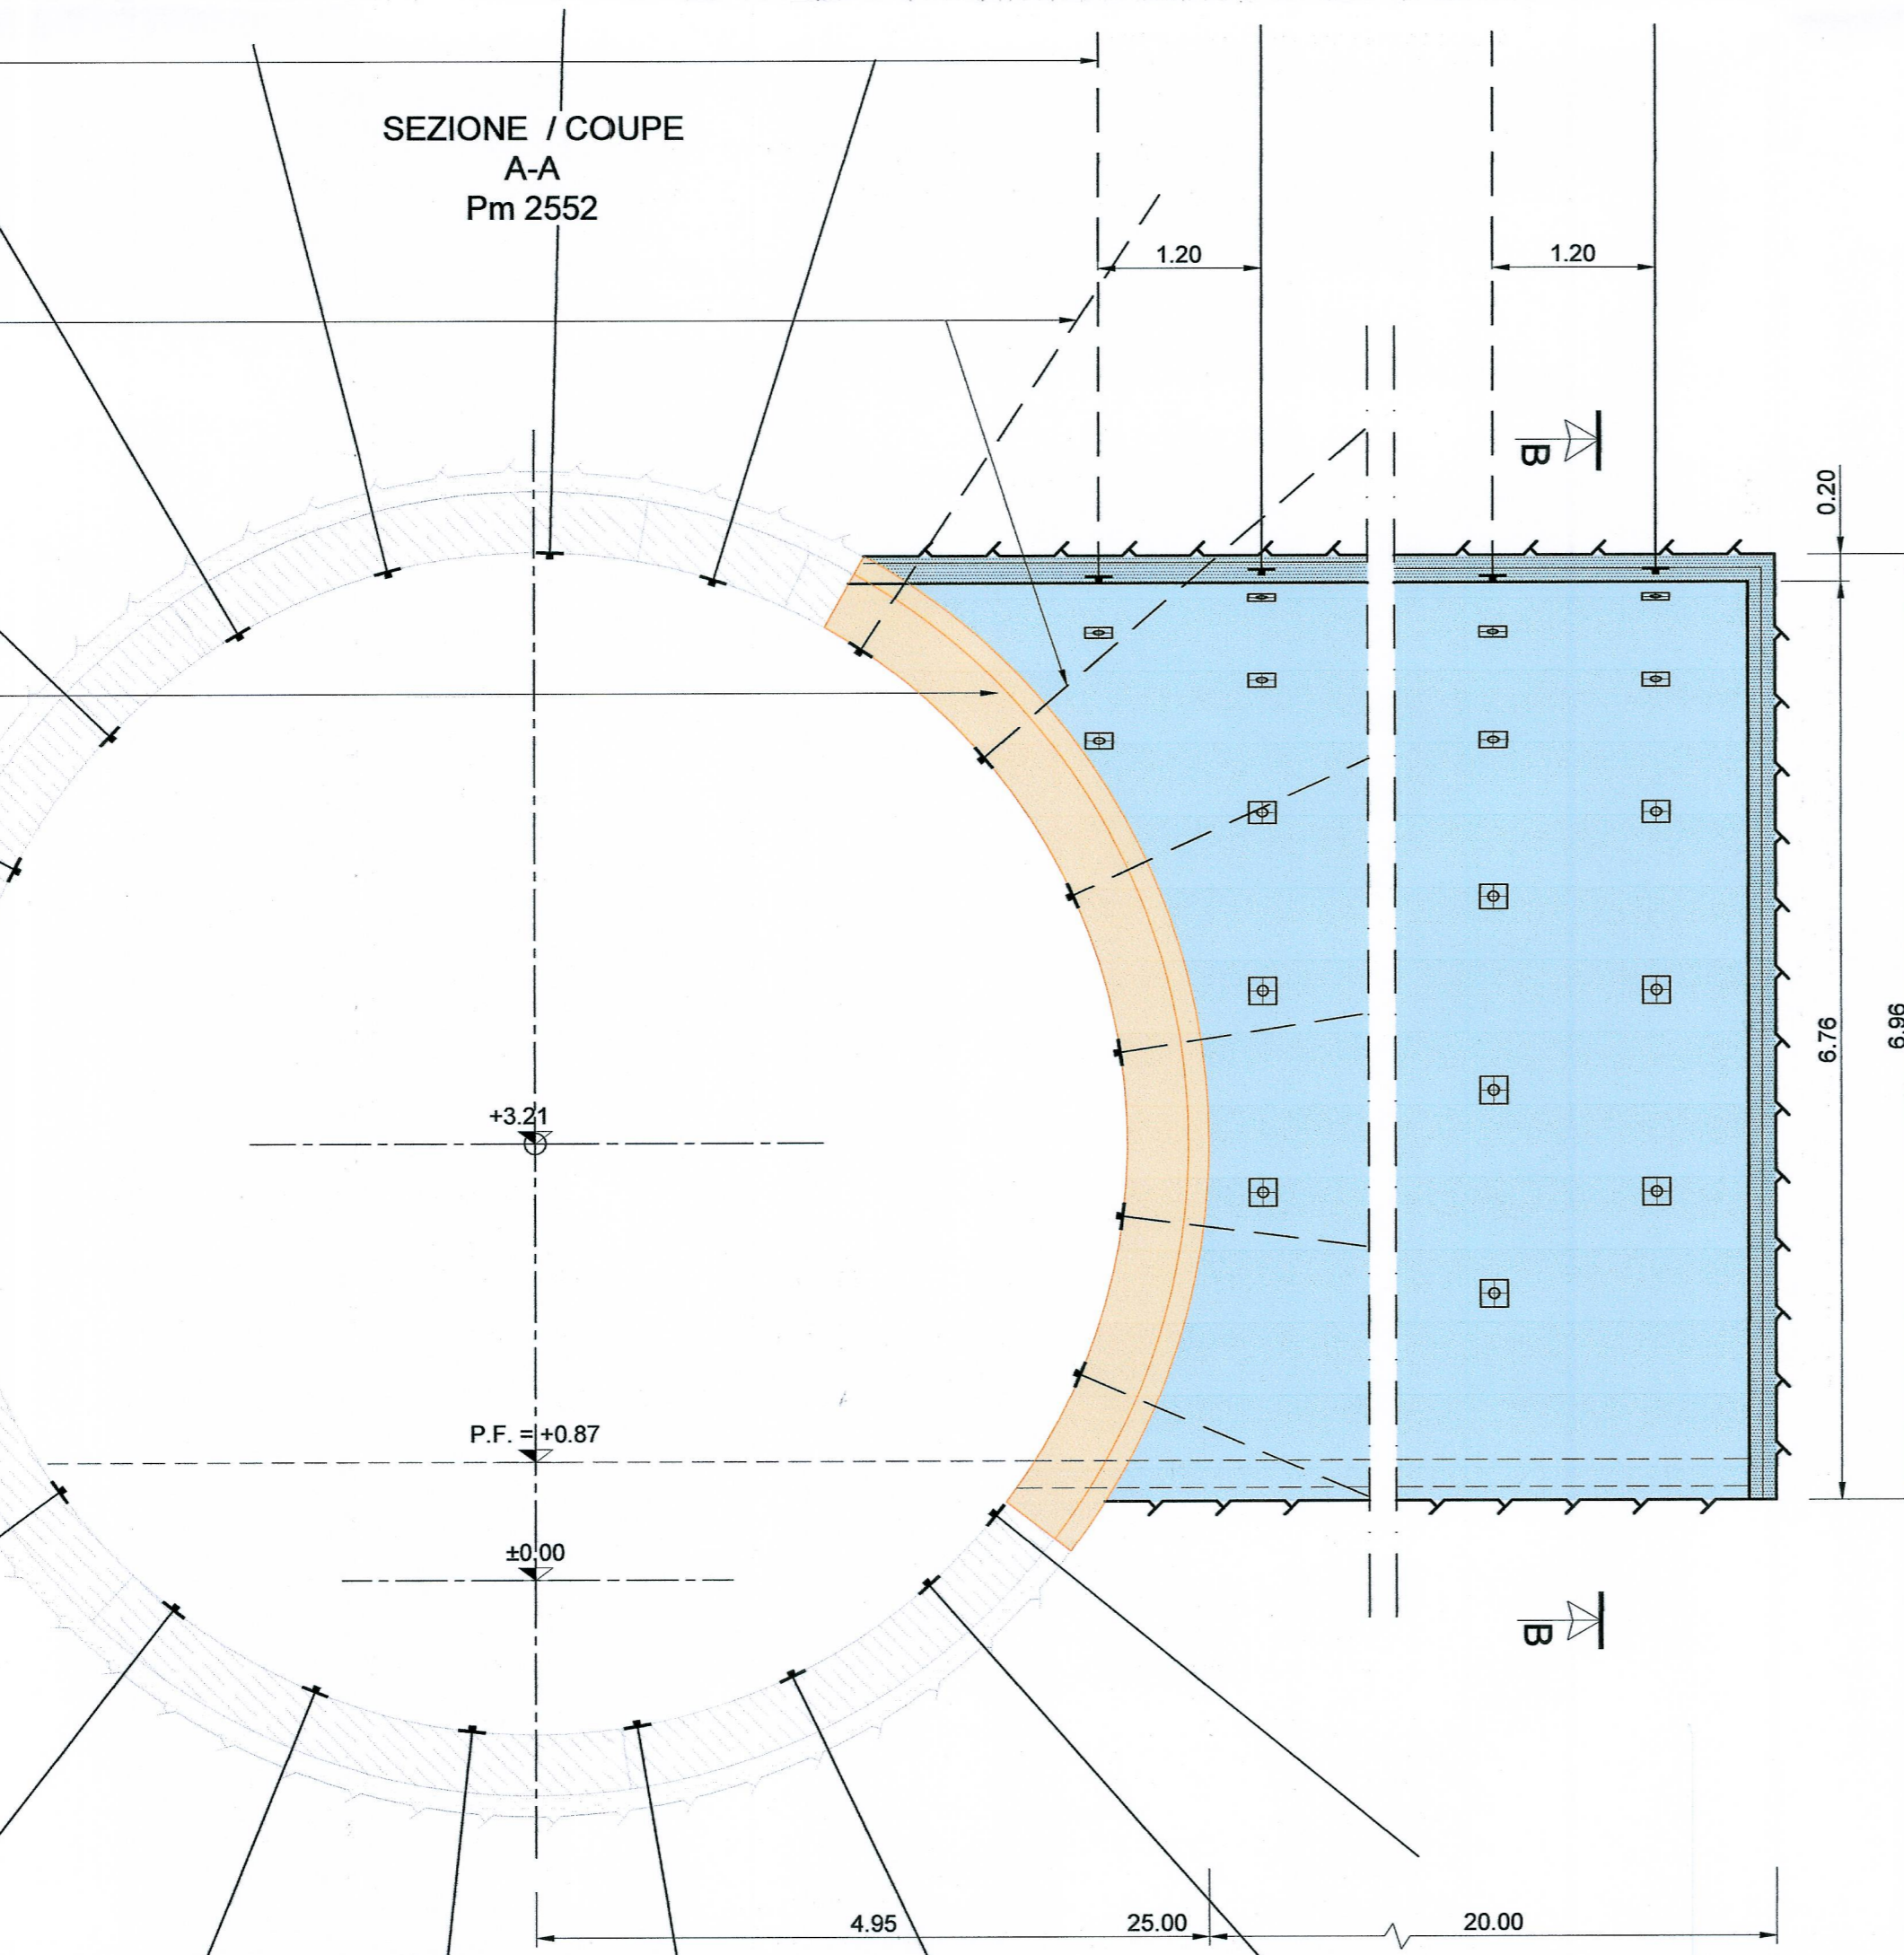 SEZIONE / COUPE
A-A
Pm 2552
1.20
1.20
B
0.20
6.76
6.96
+3.21
P.F. = +0.87
±0.00
B
4.95
25.00
20.00